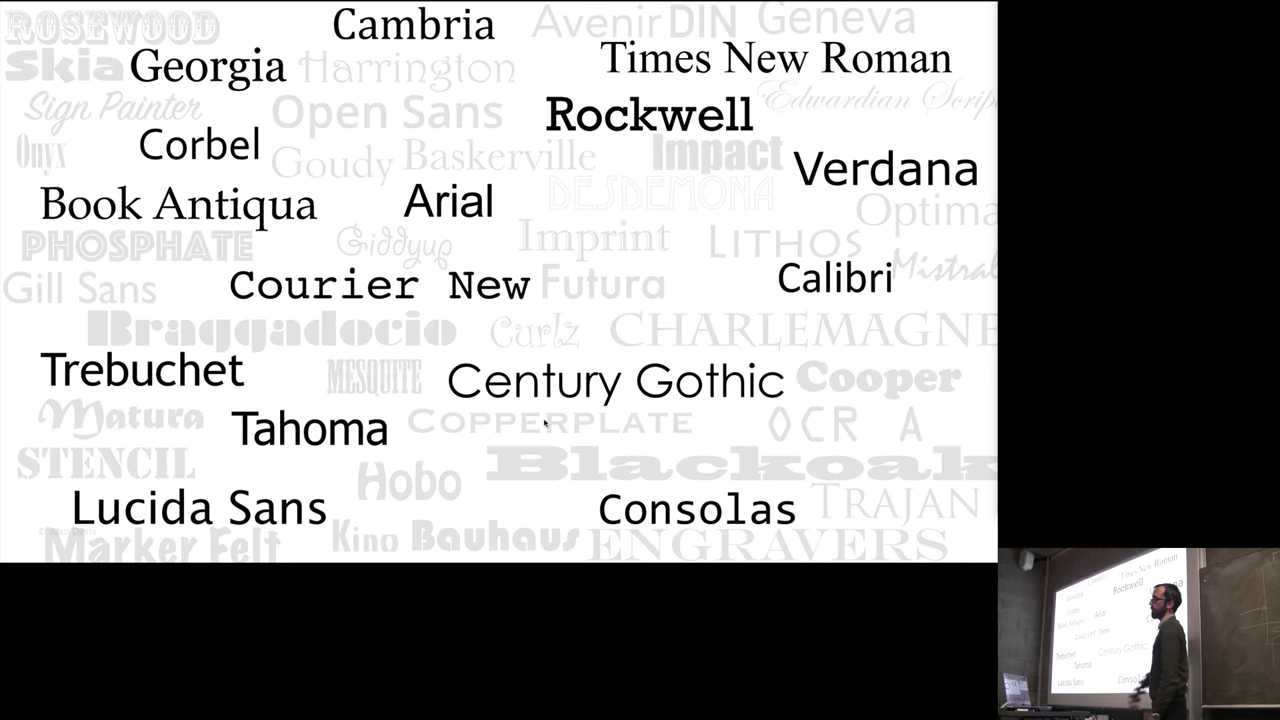 ROSEWOOD
Cambria
Avenir
DIN
Geneva
Skia
Georgia
Harrington
Times New Roman
Sign Painter
Open Sans
Rockwell
Edwardian Scrip
Onyx
Corbel
Goudy
Baskerville
Impact
Verdana
Book Antiqua
Arial
DESDEMONA
Optima
PHOSPHATE
Giddyup
Imprint
LITHOS
Mistral
Gill Sans
Courier New
Futura
Calibri
Braggadocio
Curlz
CHARLEMAGNE
Trebuchet
MESQUITE
Century Gothic
Cooper
Matura
Tahoma
COPPERPLATE
OCR A
STENCIL
Hobo
Blackoak
Lucida Sans
Consolas
TRAJAN
Marker Felt
Kino
Bauhaus
ENGRAVERS